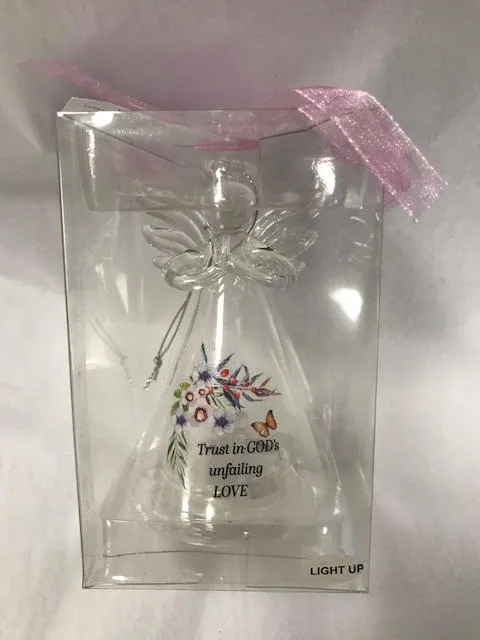 Trust in GOD's
unfailing
LOVE
LIGHT UP